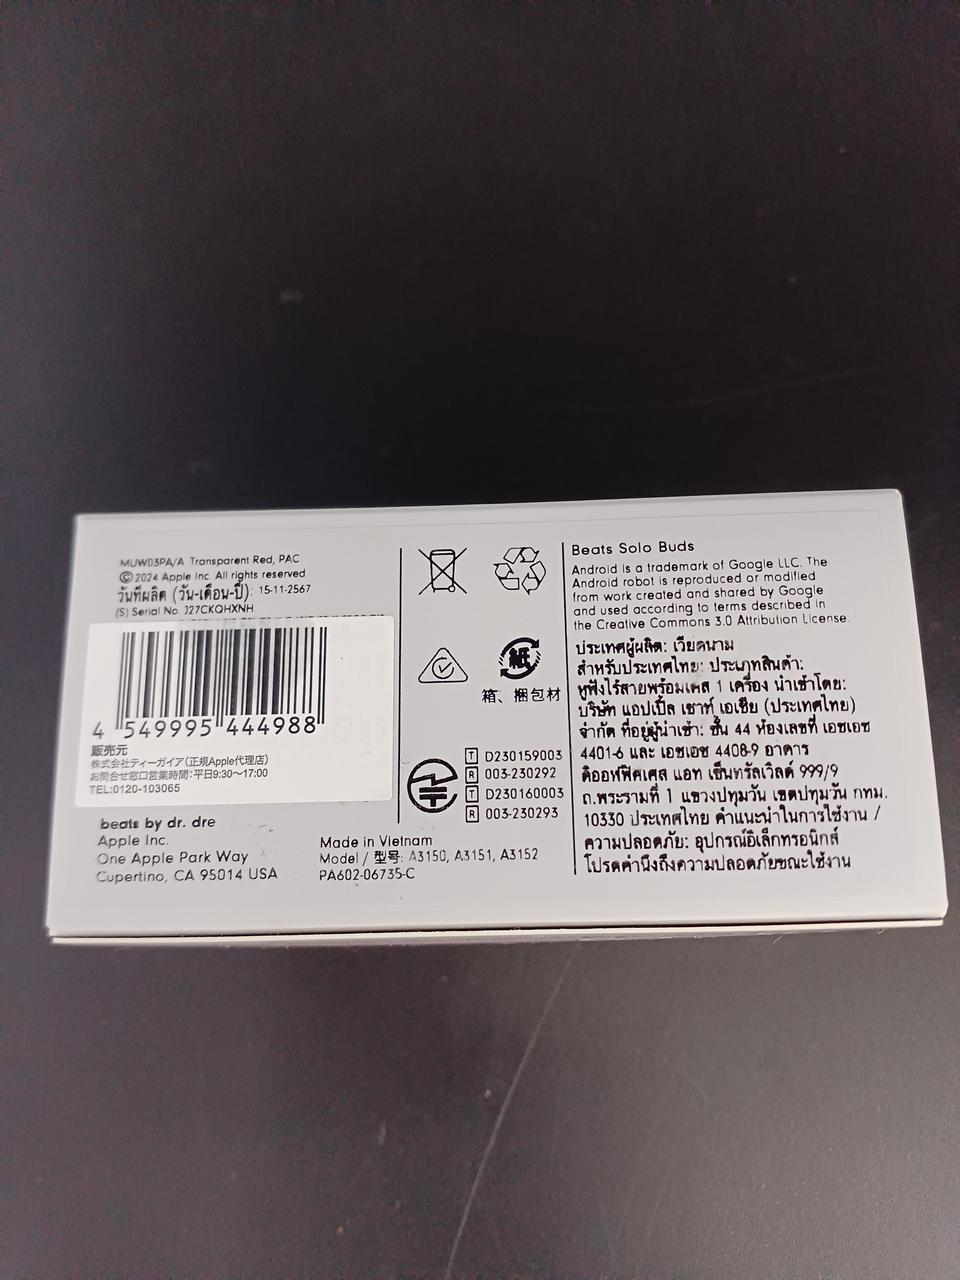 MUWD3PA/A Transparent Red, PAC
©2024 Apple Inc. All rights reserved
วันที่ผลิต (วัน-เดือน-ปี): 15-11-2567
(S) Serial No. J27CKQHXNH
4 549995 444988
販売元
株式会社ティーガイア(正規Apple代理店)
お問合せ窓口営業時間:平日9:30~17:00
TEL:0120-103065
beats by dr. dre
Apple Inc.
One Apple Park Way
Cupertino, CA 95014 USA
Made in Vietnam
Model / 型号: A3150, A3151, A3152
PA602-06735-C
紙
箱、捆包材
T D230159003
R 003-230292
T D230160003
R 003-230293
Beats Solo Buds
Android is a trademark of Google LLC. The
Android robot is reproduced or modified
from work created and shared by Google
and used according to terms described in
the Creative Commons 3.0 Attribution License.
ประเทศผู้ผลิต: เวียดนาม
สำหรับประเทศไทย: ประเภทสินค้า:
หูฟังไร้สายพร้อมเคส 1 เครื่อง นำเข้าโดย:
บริษัท แอปเปิ้ล เซาท์ เอเชีย (ประเทศไทย)
จำกัด ที่อยู่ผู้นำเข้า: ชั้น 44 ห้องเลขที่ เอชเอช
4401-6 และ เอชเอช 4408-9 อาคาร
ดิออฟฟิศเศส แอท เซ็นทรัลเวิลด์ 999/9
ถ.พระรามที่ 1 แขวงปทุมวัน เขตปทุมวัน กทม.
10330 ประเทศไทย คำแนะนำในการใช้งาน /
ความปลอดภัย: อุปกรณ์อิเล็กทรอนิกส์
โปรดคำนึงถึงความปลอดภัยขณะใช้งาน